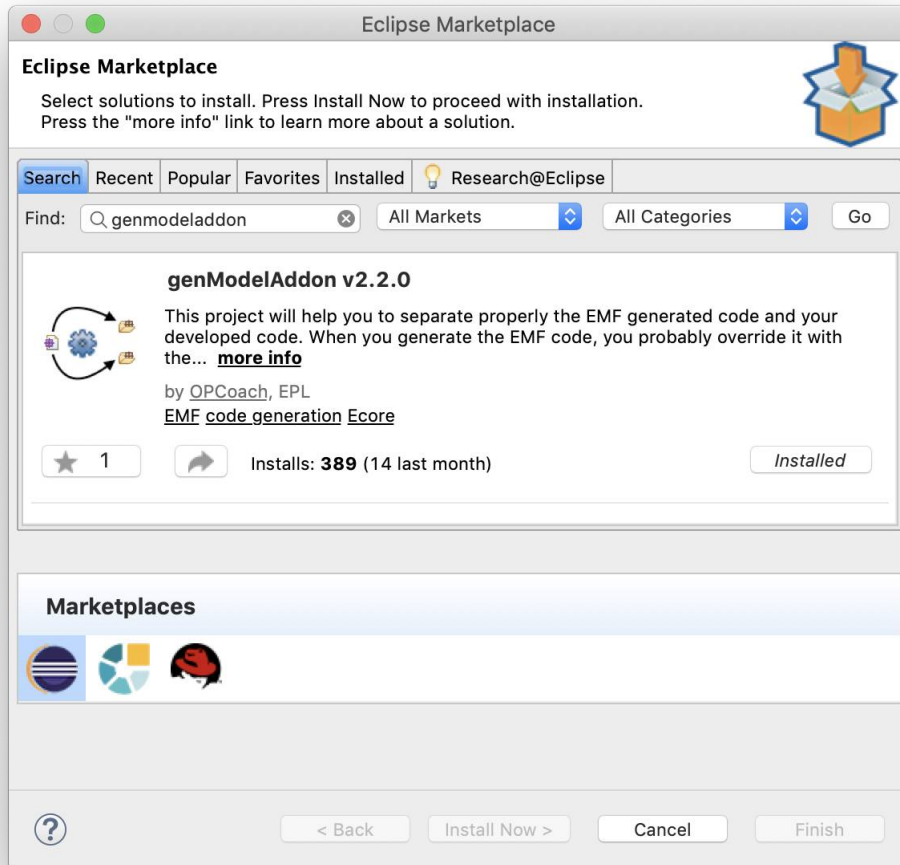 Eclipse Marketplace
Eclipse Marketplace
Select solutions to install. Press Install Now to proceed with installation.
Press the "more info" link to learn more about a solution.
Search Recent Popular Favorites Installed Research@Eclipse
Find: genmodeladdon All Markets All Categories Go
genModelAddon v2.2.0
This project will help you to separate properly the EMF generated code and your
developed code. When you generate the EMF code, you probably override it with
the... more info
by OPCoach, EPL
EMF code generation Ecore
1 Installs: 389 (14 last month) Installed
Marketplaces
? < Back Install Now > Cancel Finish